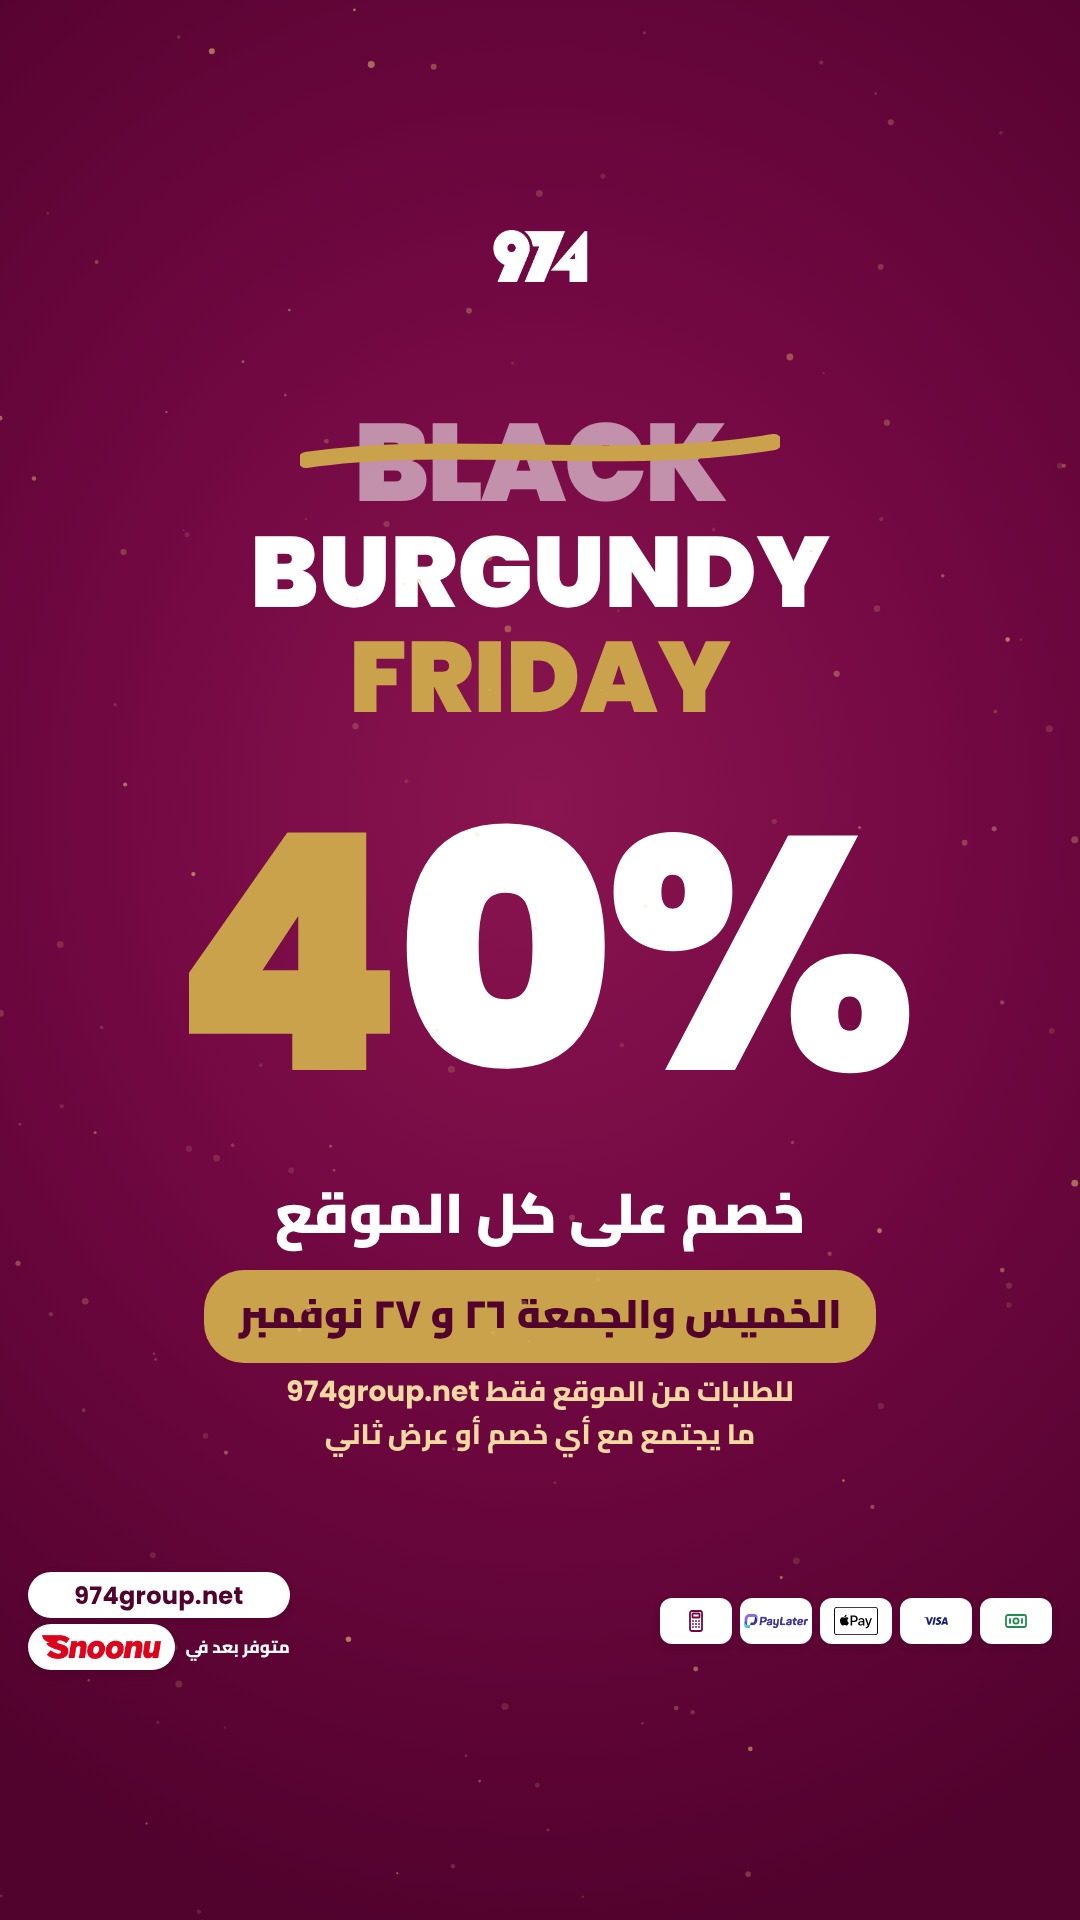 974
BLACK
BURGUNDY
FRIDAY
40%
خصم على كل الموقع
الخميس والجمعة ٢٦ و ٢٧ نوفمبر
للطلبات من الموقع فقط 974group.net
ما يجتمع مع أي خصم أو عرض ثاني
974group.net
متوفر بعد في Snoonu
PayLater Pay VISA